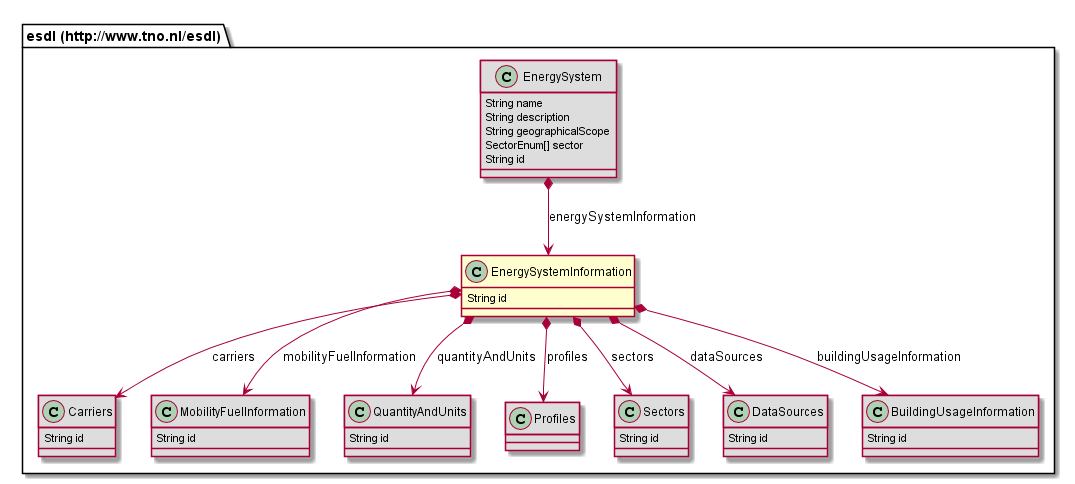 esdl (http://www.tno.nl/esdl)
C EnergySystem
String name
String description
String geographicalScope
SectorEnum[] sector
String id
energySystemInformation
C EnergySystemInformation
String id
carriers
mobilityFuelInformation
quantityAndUnits
profiles
sectors
dataSources
buildingUsageInformation
C Carriers
String id
C MobilityFuelInformation
String id
C QuantityAndUnits
String id
C Profiles
C Sectors
String id
C DataSources
String id
C BuildingUsageInformation
String id